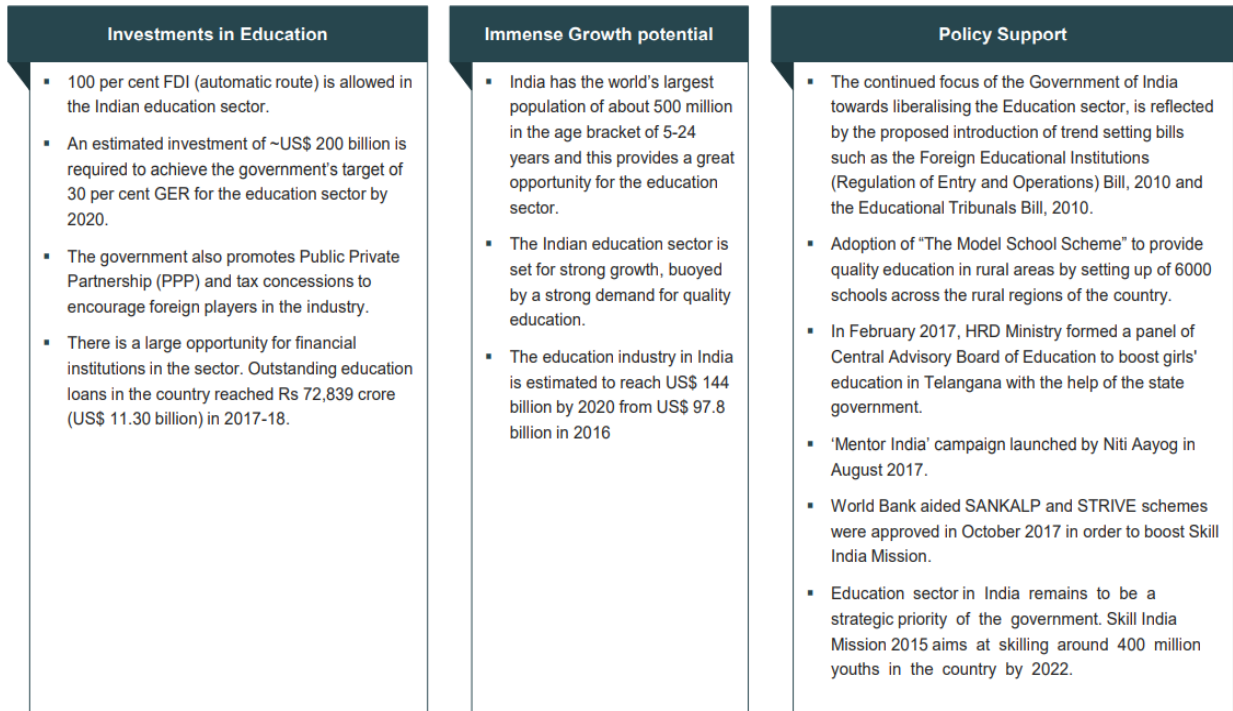 Investments in Education
▪ 100 per cent FDI (automatic route) is allowed in
the Indian education sector.
▪ An estimated investment of ~US$ 200 billion is
required to achieve the government's target of
30 per cent GER for the education sector by
2020.
▪ The government also promotes Public Private
Partnership (PPP) and tax concessions to
encourage foreign players in the industry.
▪ There is a large opportunity for financial
institutions in the sector. Outstanding education
loans in the country reached Rs 72,839 crore
(US$ 11.30 billion) in 2017-18.
Immense Growth potential
▪ India has the world's largest
population of about 500 million
in the age bracket of 5-24
years and this provides a great
opportunity for the education
sector.
▪ The Indian education sector is
set for strong growth, buoyed
by a strong demand for quality
education.
▪ The education industry in India
is estimated to reach US$ 144
billion by 2020 from US$ 97.8
billion in 2016
Policy Support
▪ The continued focus of the Government of India
towards liberalising the Education sector, is reflected
by the proposed introduction of trend setting bills
such as the Foreign Educational Institutions
(Regulation of Entry and Operations) Bill, 2010 and
the Educational Tribunals Bill, 2010.
▪ Adoption of "The Model School Scheme" to provide
quality education in rural areas by setting up of 6000
schools across the rural regions of the country.
▪ In February 2017, HRD Ministry formed a panel of
Central Advisory Board of Education to boost girls'
education in Telangana with the help of the state
government.
▪ 'Mentor India' campaign launched by Niti Aayog in
August 2017.
▪ World Bank aided SANKALP and STRIVE schemes
were approved in October 2017 in order to boost Skill
India Mission.
▪ Education sector in India remains to be a
strategic priority of the government. Skill India
Mission 2015 aims at skilling around 400 million
youths in the country by 2022.